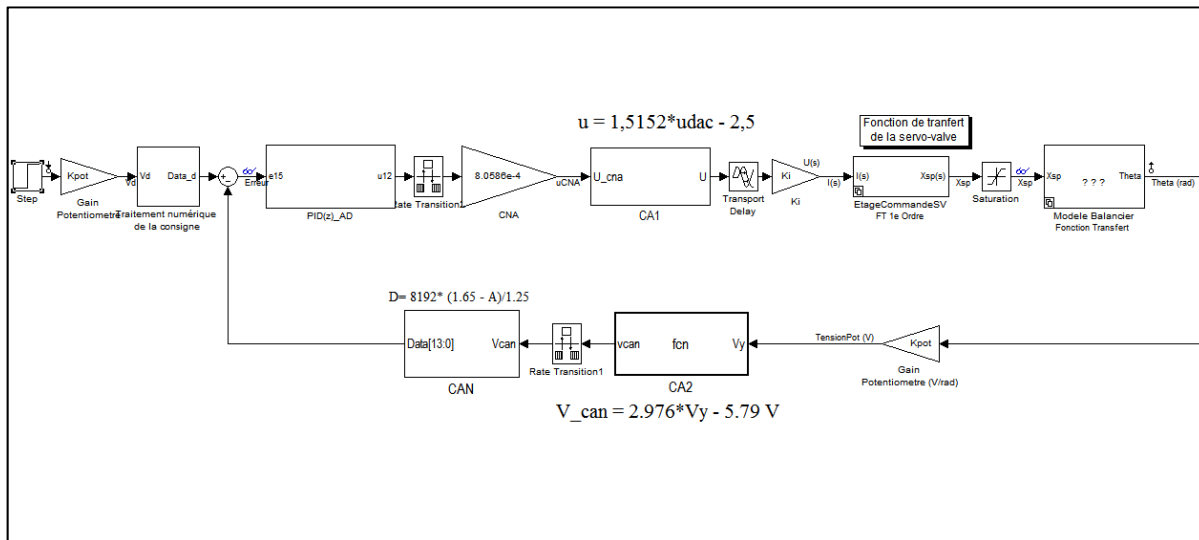 u = 1,5152*udac - 2,5
Fonction de tranfert
de la servo-valve
Step
Kpot
Vd
Gain
Potentiometre
Vd
Data_d
Traitement numérique
de la consigne
Erreur
e15
u12
PID(z)_AD
Rate Transition2
8.0586e-4
CNA
uCNA
U_cna
U
CA1
Transport
Delay
Ki
Ki
U(s)
I(s)
I(s)
Xsp(s)
EtageCommandeSV
FT 1e Ordre
Xsp
Saturation
Xsp
Xsp
? ? ?
Theta
Modele Balancier
Fonction Transfert
Theta (rad)
D= 8192* (1.65 - A)/1.25
Data[13:0]
Vcan
CAN
Rate Transition1
vcan
fcn
Vy
CA2
TensionPot (V)
Kpot
Gain
Potentiometre (V/rad)
V_can = 2.976*Vy - 5.79 V